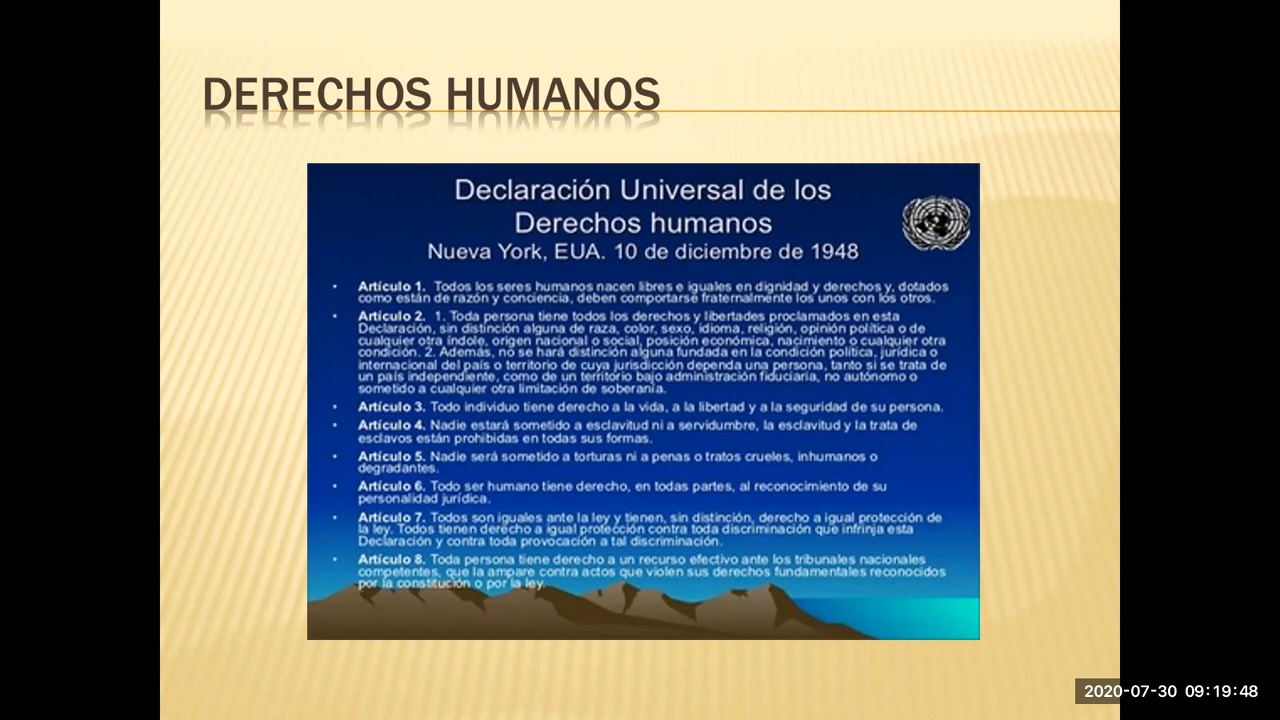 DERECHOS HUMANOS
Declaración Universal de los
Derechos humanos
Nueva York, EUA. 10 de diciembre de 1948
• Artículo 1. Todos los seres humanos nacen libres e iguales en dignidad y derechos y, dotados
como están de razón y conciencia, deben comportarse fraternalmente los unos con los otros.
• Artículo 2. 1. Toda persona tiene todos los derechos y libertades proclamados en esta
Declaración, sin distinción alguna de raza, color, sexo, idioma, religión, opinión política o de
cualquier otra índole, origen nacional o social, posición económica, nacimiento o cualquier otra
condición. 2. Además, no se hará distinción alguna fundada en la condición política, jurídica o
internacional del país o territorio de cuya jurisdicción dependa una persona, tanto si se trata de
un país independiente, como de un territorio bajo administración fiduciaria, no autónomo o
sometido a cualquier otra limitación de soberanía.
• Artículo 3. Todo individuo tiene derecho a la vida, a la libertad y a la seguridad de su persona.
• Artículo 4. Nadie estará sometido a esclavitud ni a servidumbre, la esclavitud y la trata de
esclavos están prohibidas en todas sus formas.
• Artículo 5. Nadie será sometido a torturas ni a penas o tratos crueles, inhumanos o
degradantes.
• Artículo 6. Todo ser humano tiene derecho, en todas partes, al reconocimiento de su
personalidad jurídica.
• Artículo 7. Todos son iguales ante la ley y tienen, sin distinción, derecho a igual protección de
la ley. Todos tienen derecho a igual protección contra toda discriminación que infrinja esta
Declaración y contra toda provocación a tal discriminación.
• Artículo 8. Toda persona tiene derecho a un recurso efectivo ante los tribunales nacionales
competentes, que la ampare contra actos que violen sus derechos fundamentales reconocidos
por la constitución o por la ley.
2020-07-30 09:19:48